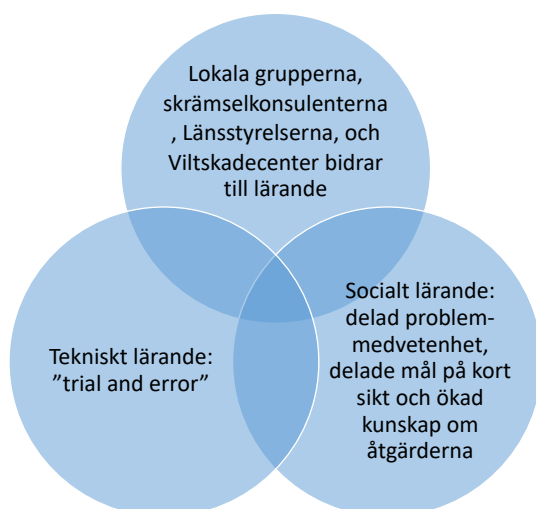 Lokala grupperna,
skrämselkonsulenterna
, Länsstyrelserna, och
Viltskadecenter bidrar
till lärande
Tekniskt lärande:
”trial and error”
Socialt lärande:
delad problem-
medvetenhet,
delade mål på kort
sikt och ökad
kunskap om
åtgärderna